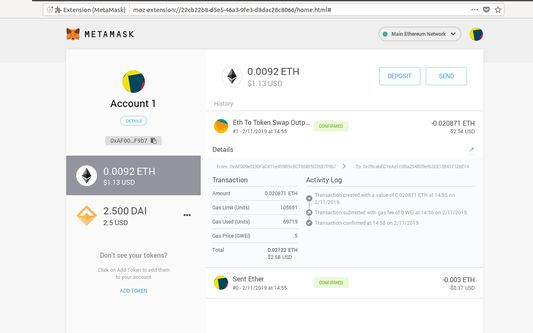 Extension (MetaMask)
moz-extension://22cb22b8-d5e5-46a3-9fe3-d8dac28c8066/home.html#
METAMASK
Main Ethereum Network
Account 1
DETAILS
0xAF00...F9b7
0.0092 ETH
$1.13 USD
2.500 DAI
2.5 USD
Don't see your tokens?
Click on Add Token to add them
to your account
ADD TOKEN
0.0092 ETH
$1.13 USD
DEPOSIT
SEND
History
Eth To Token Swap Outp...
CONFIRMED
-0.020871 ETH
#1 - 2/11/2019 at 14:55
-$2.54 USD
Details
From:
To:
Transaction
Amount 0.020871 ETH
Gas Limit (Units) 105651
Gas Used (Units) 69719
Gas Price (GWEI) 5
Total 0.02122 ETH
$2.58 USD
Activity Log
Transaction created with a value of 0.020871 ETH at 14:55 on
2/11/2019.
Transaction submitted with gas fee of 0 WEI at 14:56 on 2/11/2019.
Transaction confirmed at 14:58 on 2/11/2019.
Sent Ether
CONFIRMED
-0.003 ETH
#0 - 2/11/2019 at 14:55
-$0.37 USD